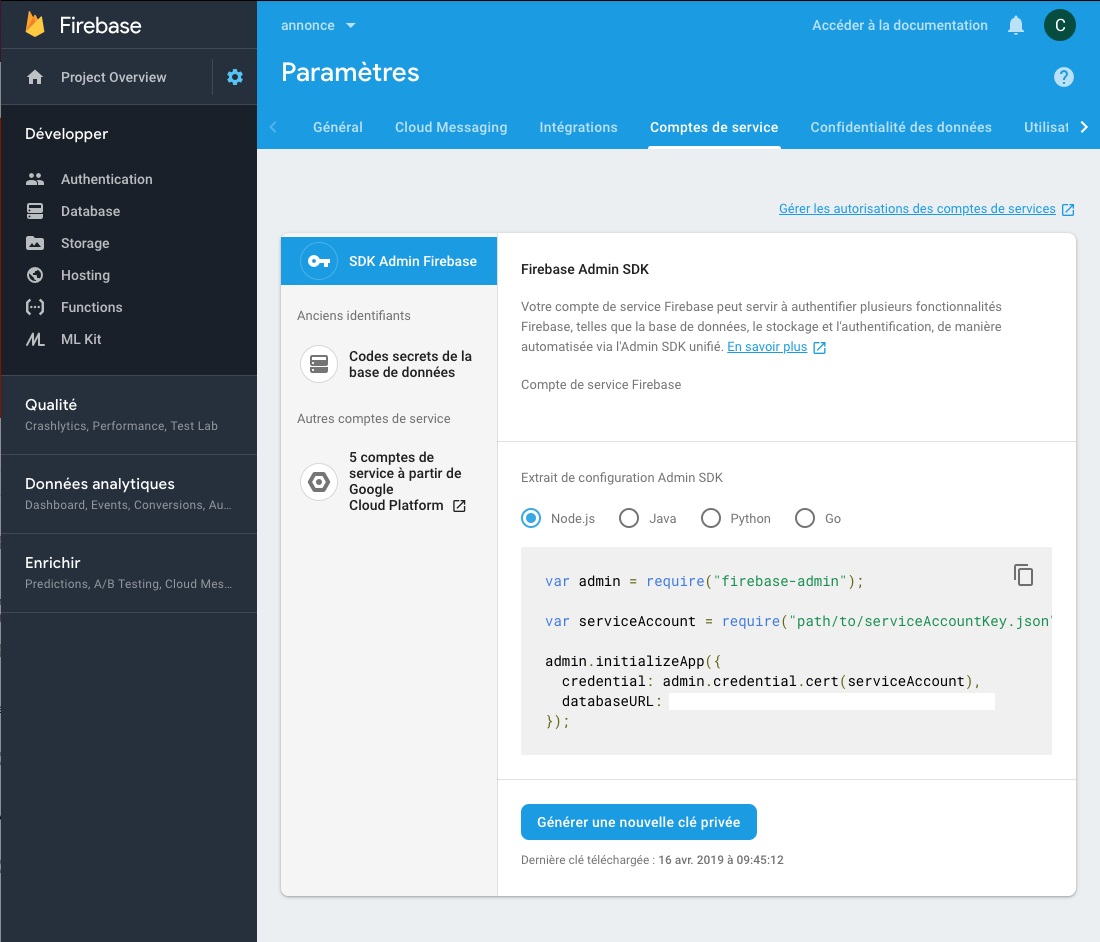 Firebase
Project Overview
Développer
Authentication
Database
Storage
Hosting
Functions
ML Kit
Qualité
Crashlytics, Performance, Test Lab
Données analytiques
Dashboard, Events, Conversions, Au...
Enrichir
Predictions, A/B Testing, Cloud Mes...
annonce
Accéder à la documentation
C
Paramètres
?
Général Cloud Messaging Intégrations Comptes de service Confidentialité des données Utilisat
Gérer les autorisations des comptes de services
SDK Admin Firebase
Anciens identifiants
Codes secrets de la
base de données
Autres comptes de service
5 comptes de
service à partir de
Google
Cloud Platform
Firebase Admin SDK
Votre compte de service Firebase peut servir à authentifier plusieurs fonctionnalités
Firebase, telles que la base de données, le stockage et l'authentification, de manière
automatisée via l'Admin SDK unifié. En savoir plus
Compte de service Firebase
Extrait de configuration Admin SDK
Node.js Java Python Go
var admin = require("firebase-admin");
var serviceAccount = require("path/to/serviceAccountKey.json"
admin.initializeApp({
credential: admin.credential.cert(serviceAccount),
databaseURL:
});
Générer une nouvelle clé privée
Dernière clé téléchargée : 16 avr. 2019 à 09:45:12